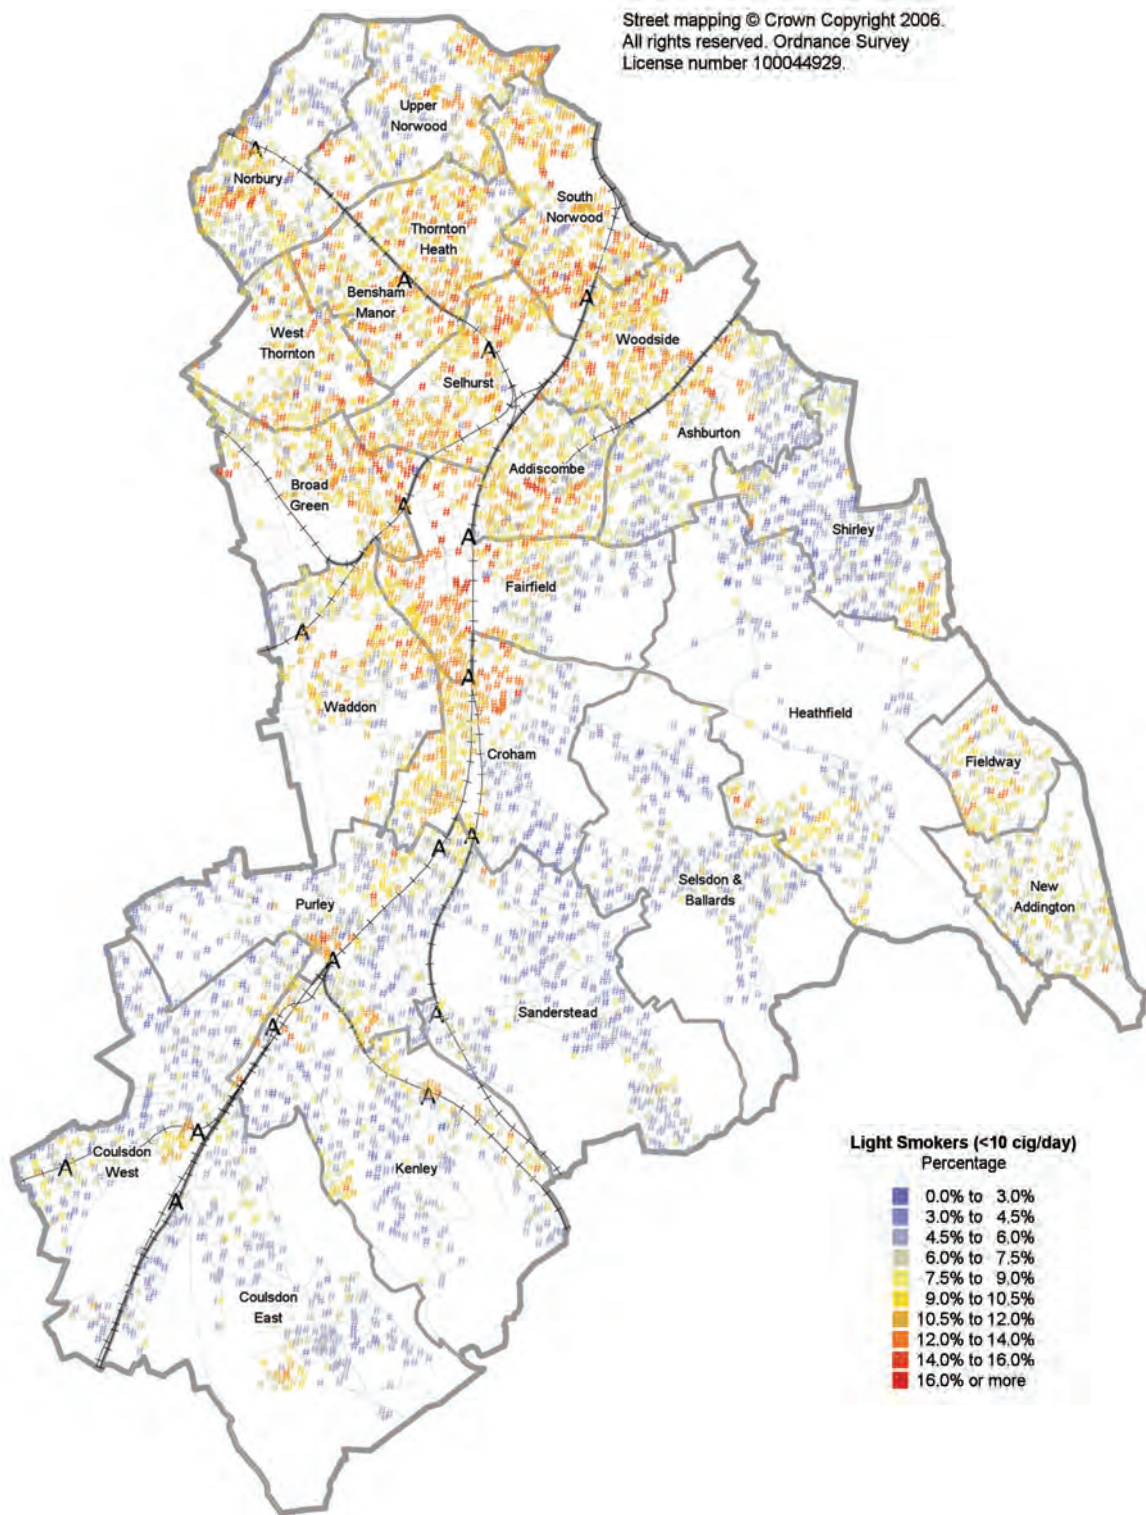 Street mapping © Crown Copyright 2006.
All rights reserved. Ordnance Survey
License number 100044929.
Upper
Norwood
Norbury
South
Norwood
Thornton
Heath
Bensham
Manor
West
Thornton
Woodside
Selhurst
Ashburton
Addiscombe
Broad
Green
Shirley
Fairfield
Waddon
Heathfield
Croham
Fieldway
Selsdon &
Ballards
New
Addington
Purley
Sanderstead
Coulsdon
West
Kenley
Coulsdon
East
Light Smokers (<10 cig/day)
Percentage
0.0% to 3.0%
3.0% to 4.5%
4.5% to 6.0%
6.0% to 7.5%
7.5% to 9.0%
9.0% to 10.5%
10.5% to 12.0%
12.0% to 14.0%
14.0% to 16.0%
16.0% or more